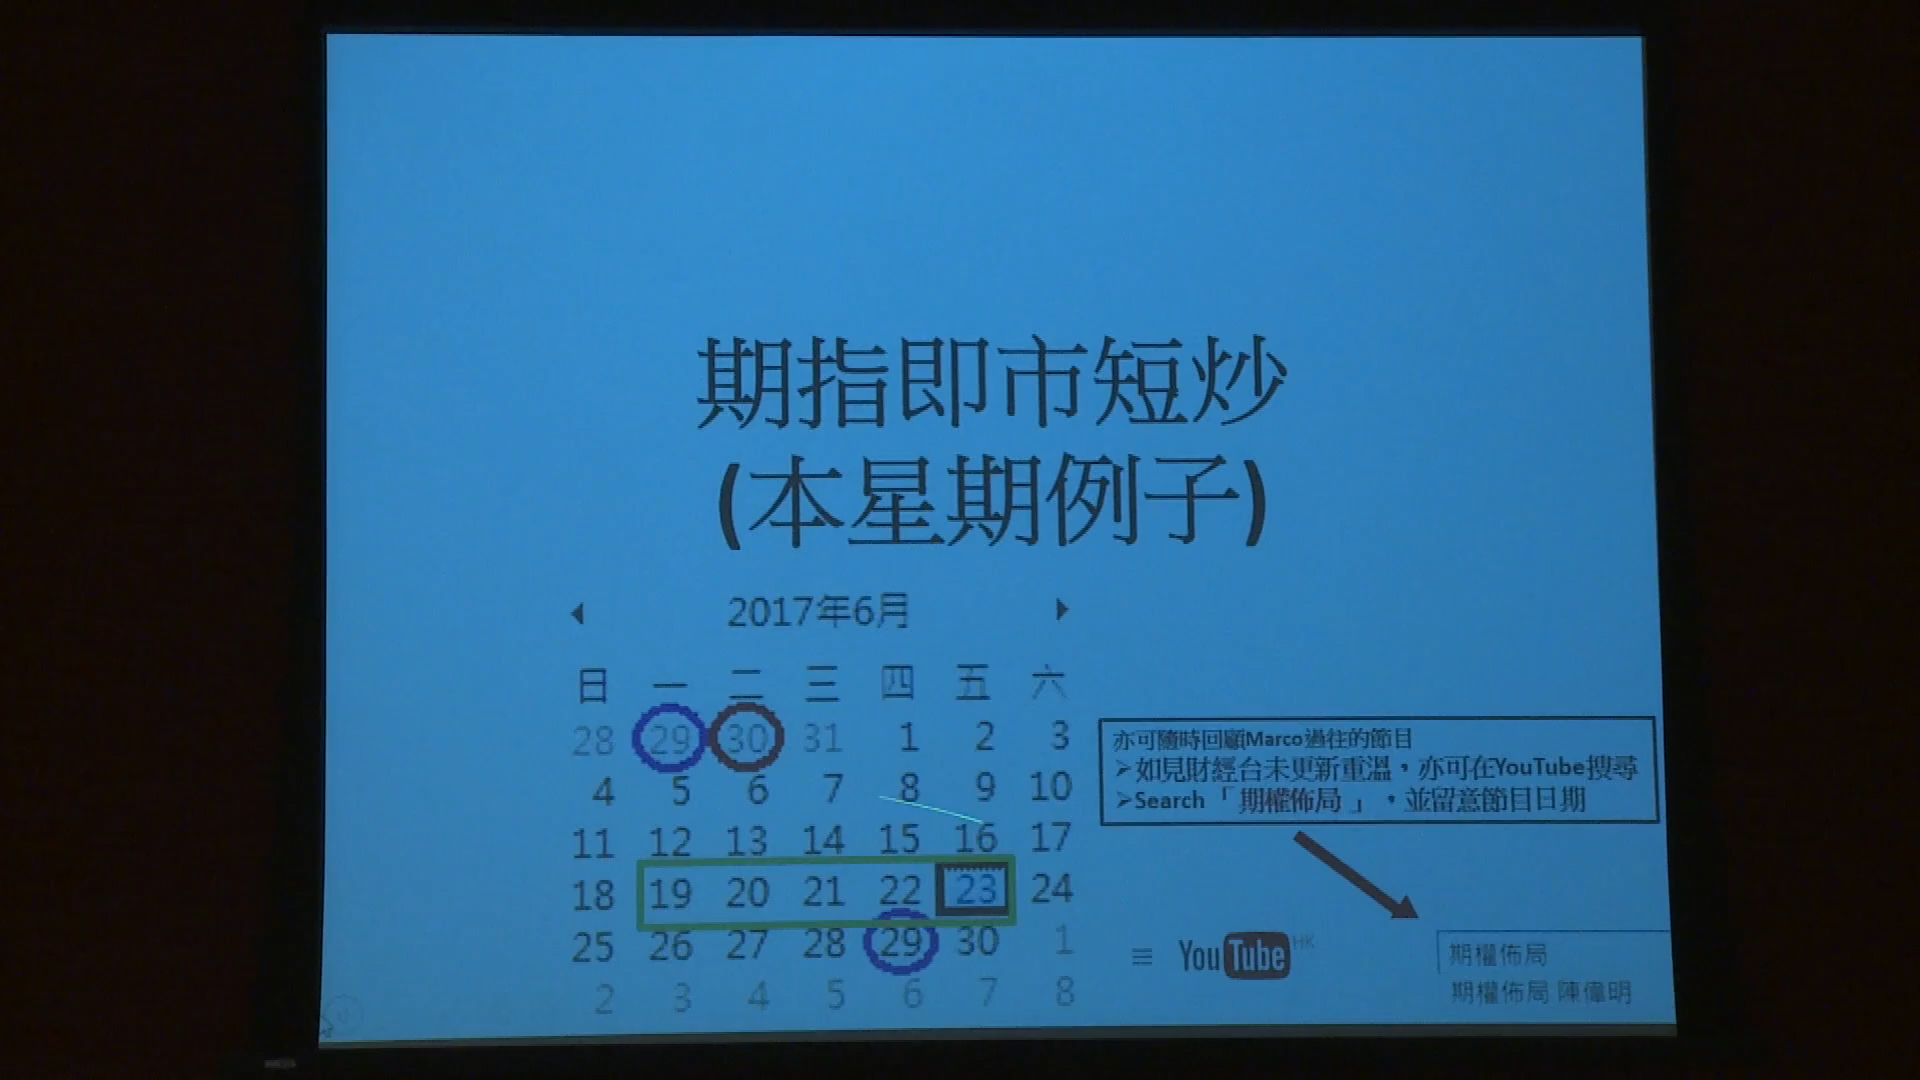 期指即市短炒
(本星期例子)
2017年6月
日 一 二 三 四 五 六
28 29 30 31 1 2 3
4 5 6 7 8 9 10
11 12 13 14 15 16 17
18 19 20 21 22 23 24
25 26 27 28 29 30 1
2 3 4 5 6 7 8
亦可隨時回顧Marco過往的節目
➢如見財經台未更新重溫，亦可在YouTube搜尋
➢Search「期權佈局」，並留意節目日期
YouTube HK
期權佈局
期權佈局 陳偉明